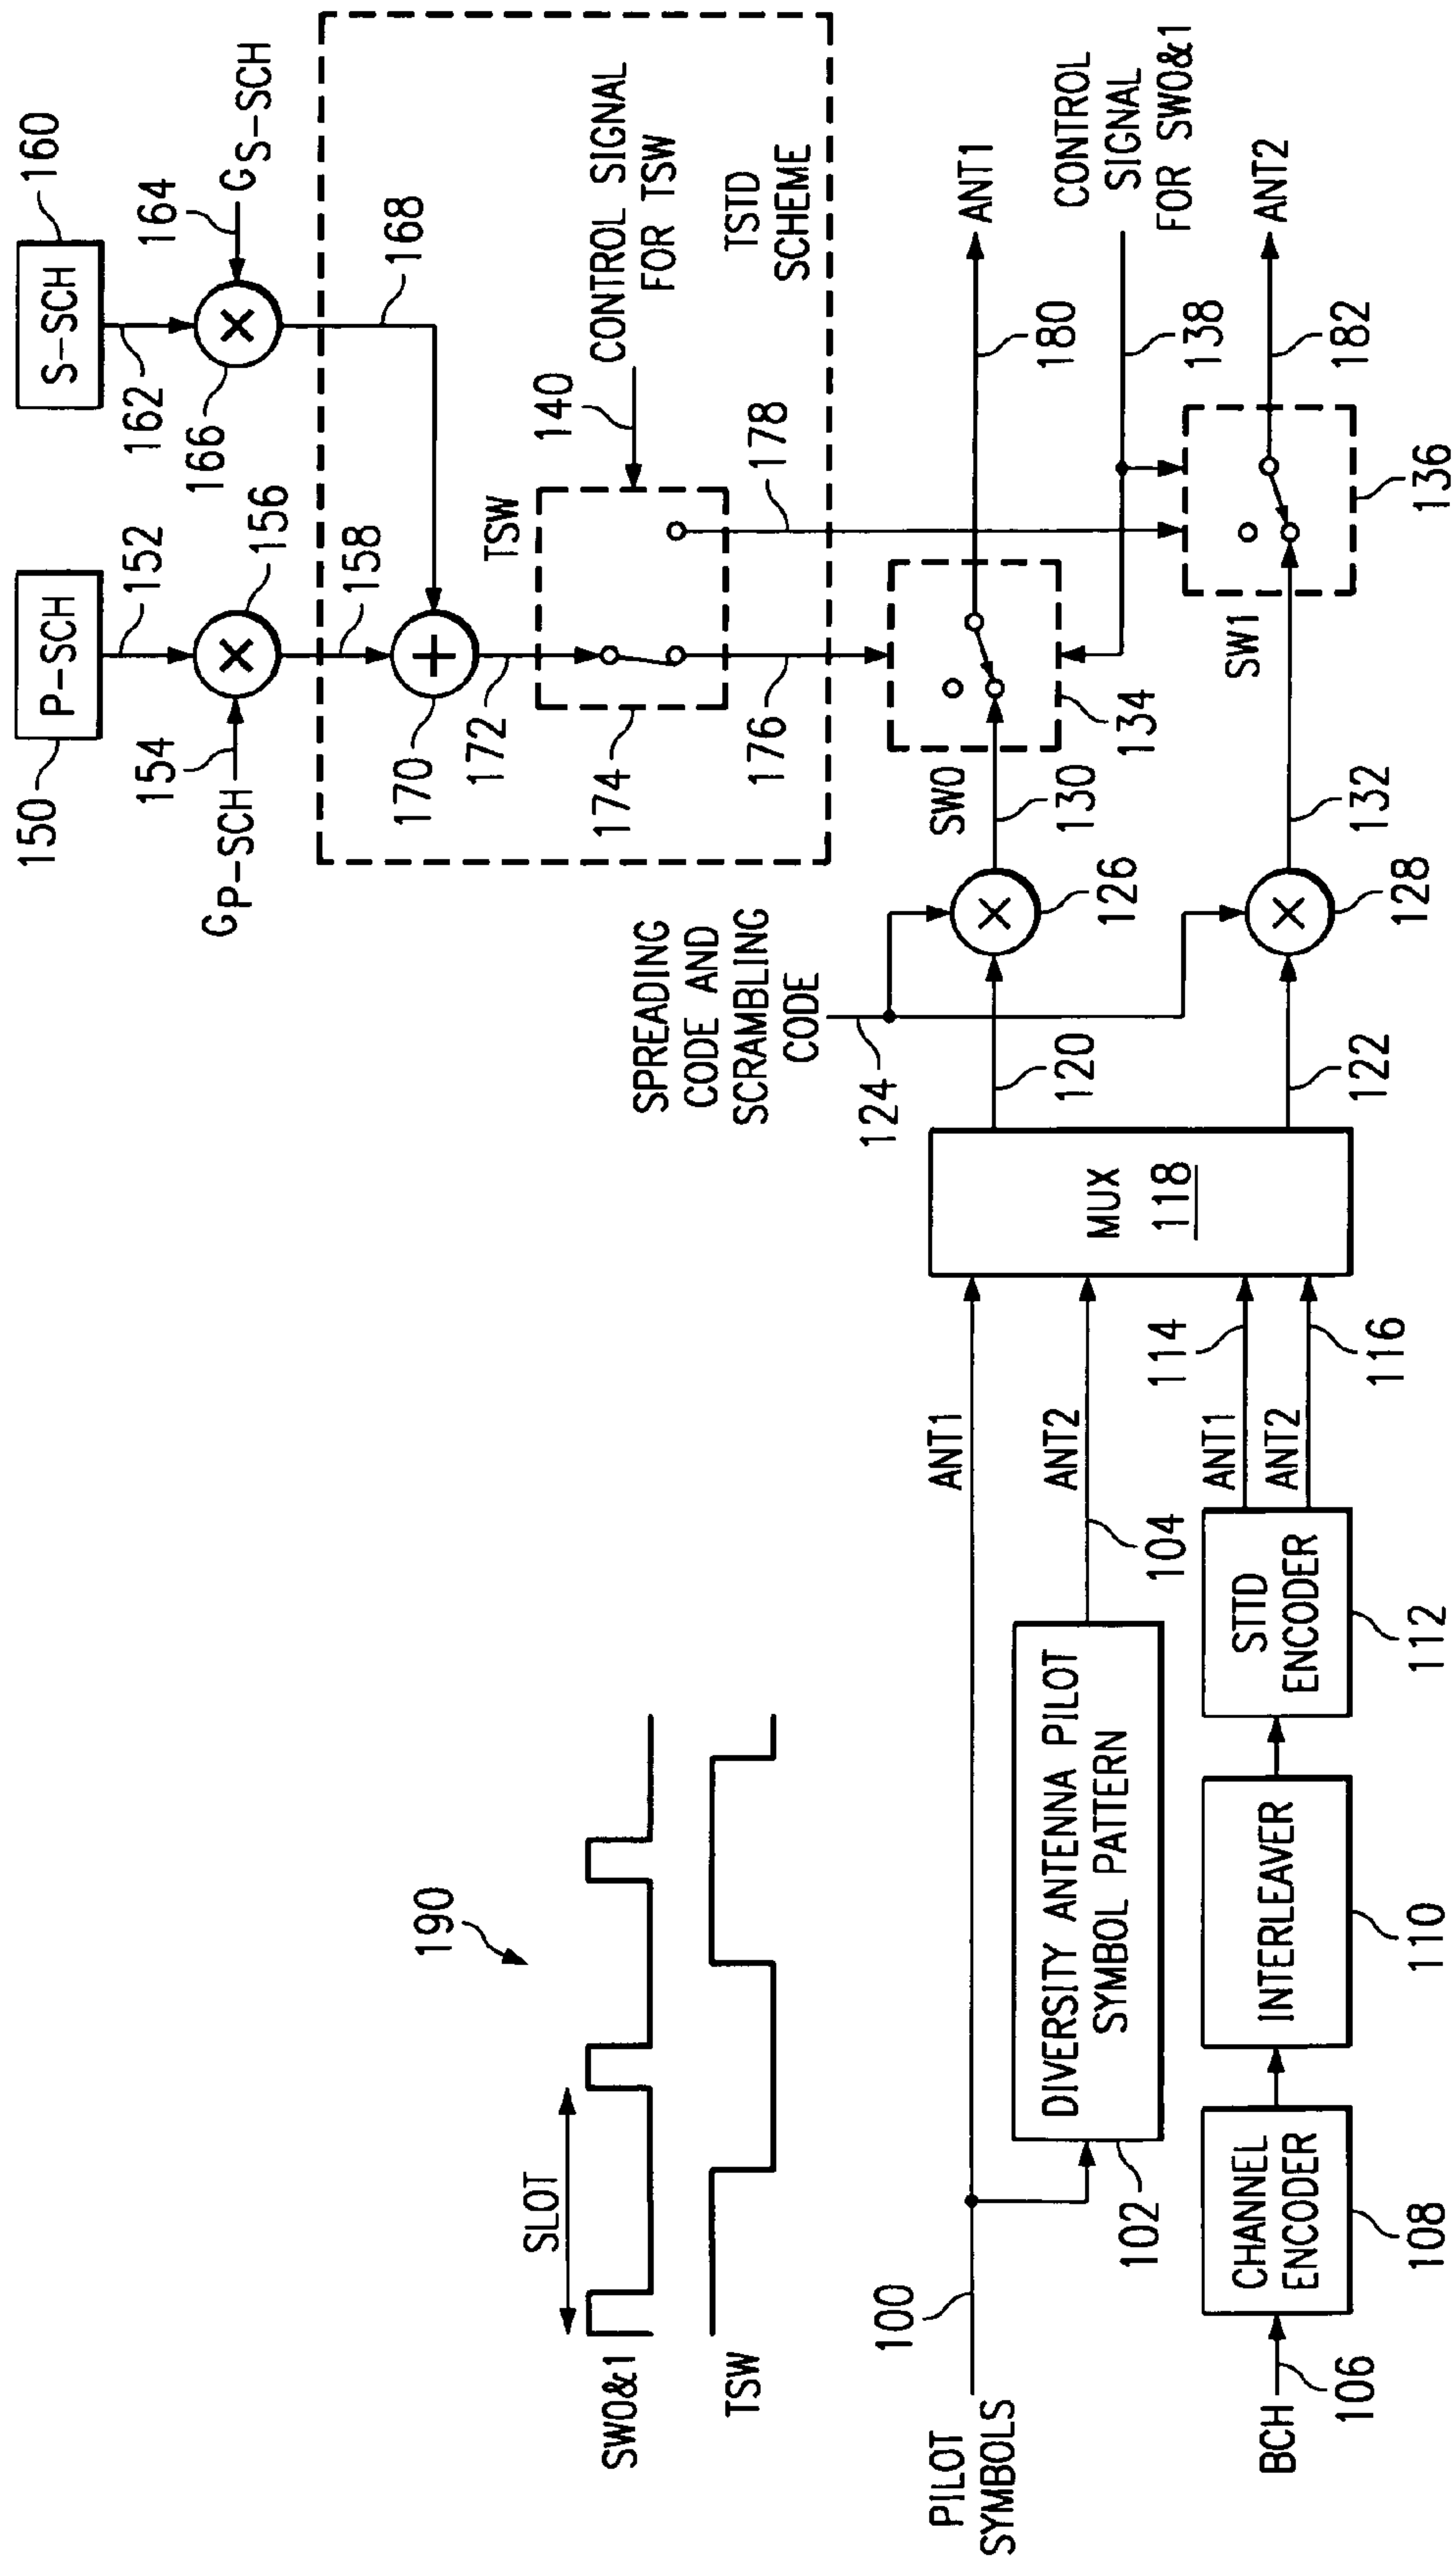 190
SLOT
SW0&1
TSW
150
P-SCH
152
154
GP-SCH
156
158
S-SCH
160
162
164
GS-SCH
166
168
170
172
TSW
174
140
CONTROL SIGNAL
FOR TSW
TSTD
SCHEME
176
178
SPREADING
CODE AND
SCRAMBLING
CODE
124
SW0
130
134
126
ANT1
180
CONTROL
SIGNAL
FOR SW0&1
138
SW1
132
136
128
ANT2
182
PILOT
SYMBOLS
100
ANT1
DIVERSITY ANTENNA PILOT
SYMBOL PATTERN
102
ANT2
104
MUX
118
120
122
BCH
106
CHANNEL
ENCODER
108
INTERLEAVER
110
STTD
ENCODER
112
ANT1
114
ANT2
116